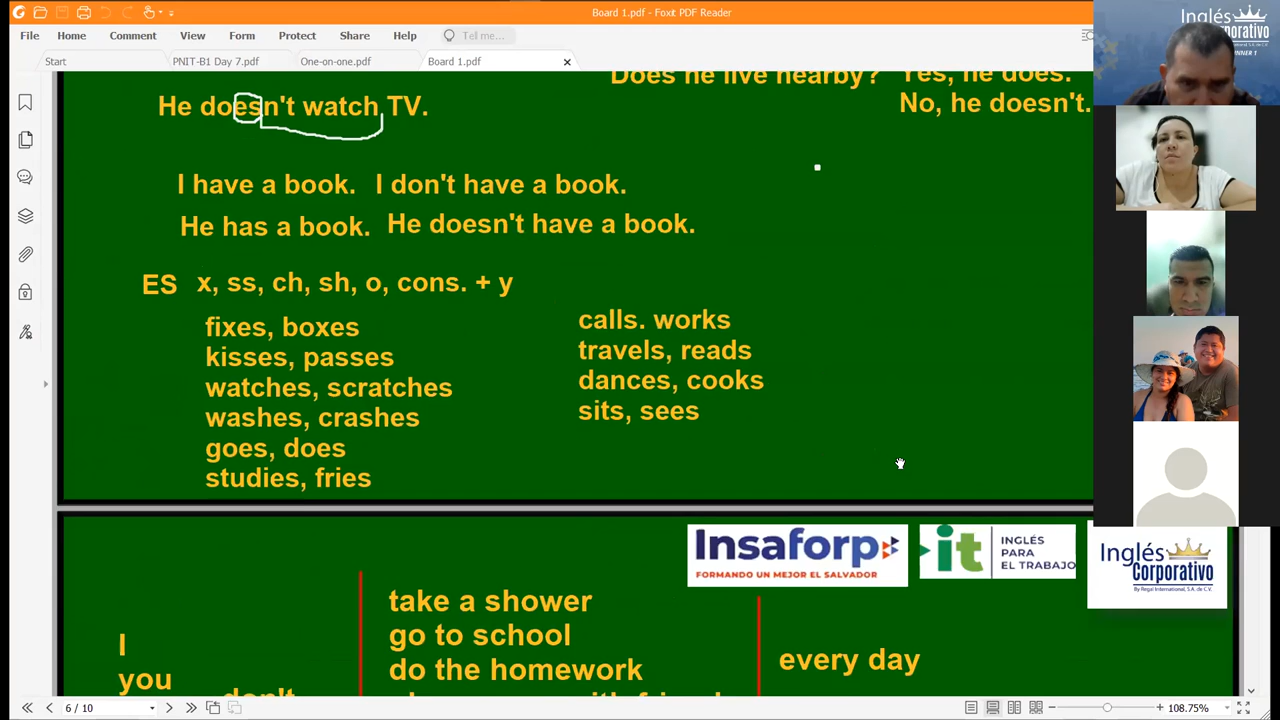 Board 1.pdf - Foxit PDF Reader
File Home Comment View Form Protect Share Help Tell me...
Start PNIT-B1 Day 7.pdf One-on-one.pdf Board 1.pdf
Inglés
Corporativo
Does he live nearby? Yes, he does.
No, he doesn't.
He doesn't watch TV.
I have a book. I don't have a book.
He has a book. He doesn't have a book.
ES x, ss, ch, sh, o, cons. + y
fixes, boxes
kisses, passes
watches, scratches
washes, crashes
goes, does
studies, fries
calls. works
travels, reads
dances, cooks
sits, sees
Insaforp
FORMANDO UN MEJOR EL SALVADOR
it INGLÉS
PARA
EL TRABAJO
Inglés
Corporativo
By Regal International, S.A. de C.V.
I
you
don't
take a shower
go to school
do the homework
every day
6 / 10
108.75%